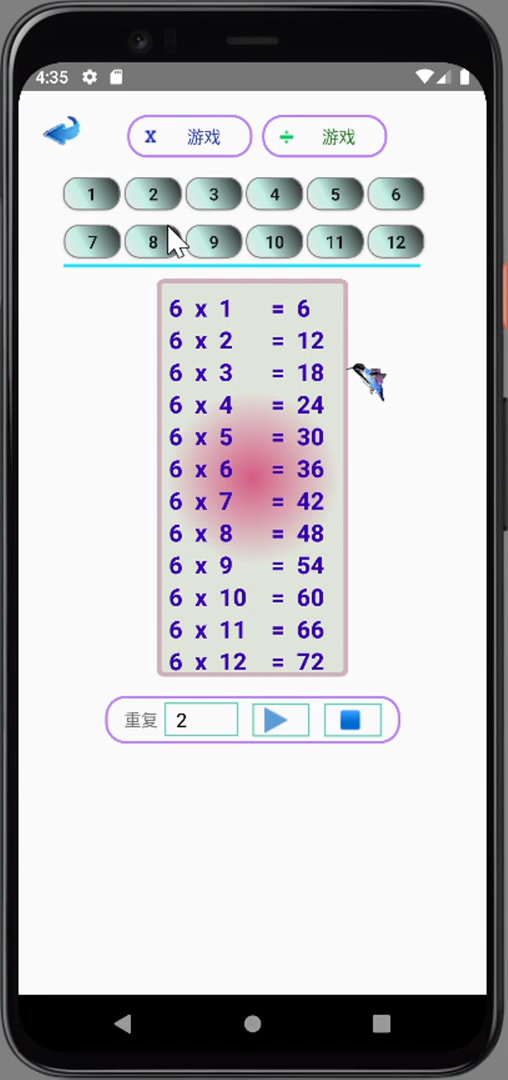 4:35
x 游戏 ÷ 游戏
1 2 3 4 5 6
7 8 9 10 11 12
6 x 1 = 6
6 x 2 = 12
6 x 3 = 18
6 x 4 = 24
6 x 5 = 30
6 x 6 = 36
6 x 7 = 42
6 x 8 = 48
6 x 9 = 54
6 x 10 = 60
6 x 11 = 66
6 x 12 = 72
重复 2